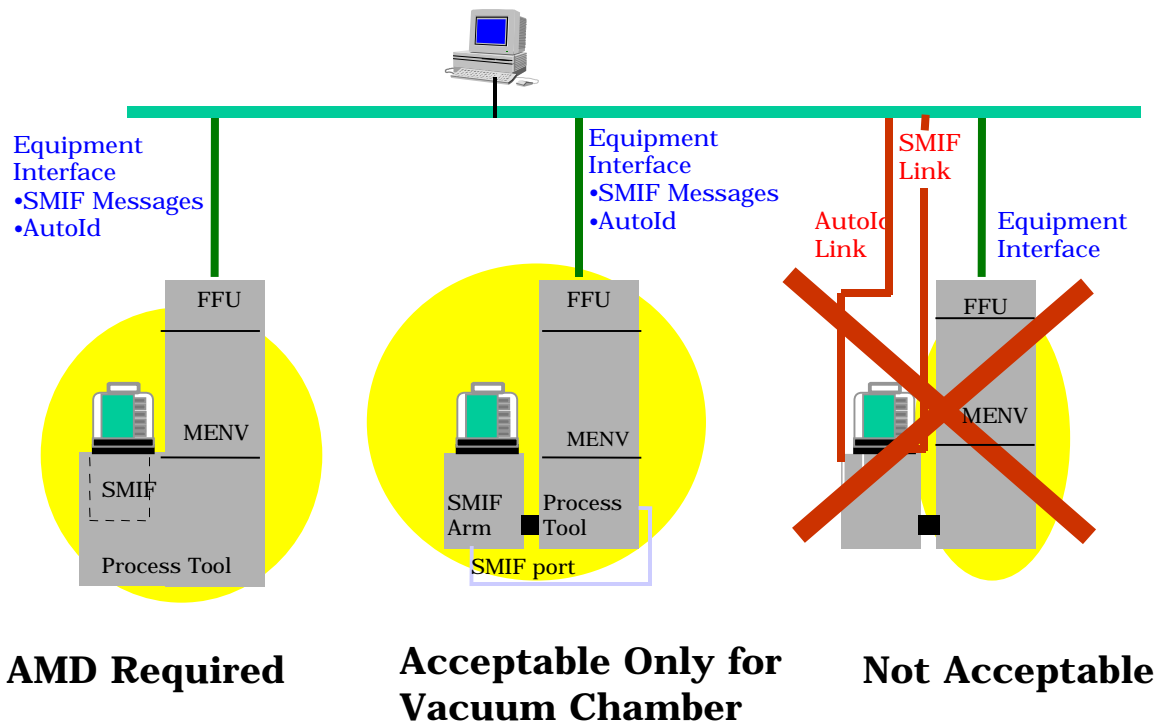 Equipment
Interface
•SMIF Messages
•AutoId
FFU
MENV
SMIF
Process Tool
AMD Required
Equipment
Interface
•SMIF Messages
•AutoId
FFU
MENV
SMIF
Arm
Process
Tool
SMIF port
Acceptable Only for
Vacuum Chamber
SMIF
Link
AutoId
Link
Equipment
Interface
FFU
MENV
Not Acceptable